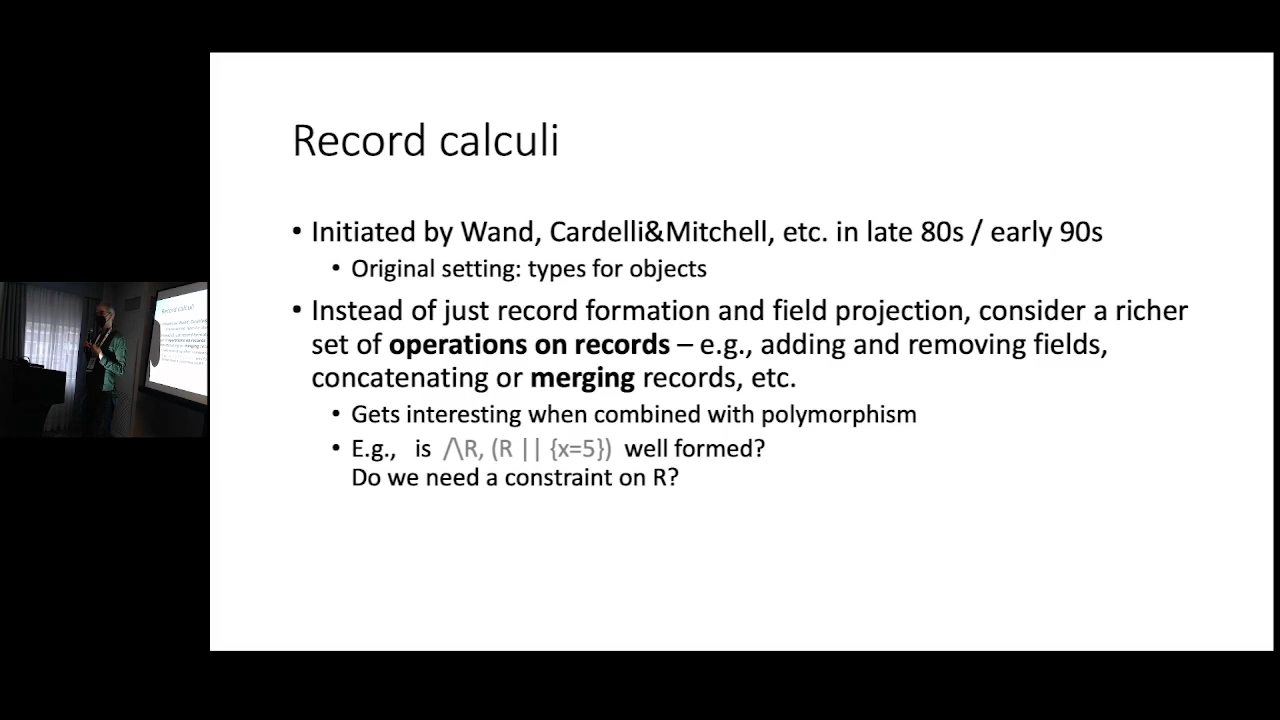 Record calculi
• Initiated by Wand, Cardelli&Mitchell, etc. in late 80s / early 90s
• Original setting: types for objects
• Instead of just record formation and field projection, consider a richer
set of operations on records – e.g., adding and removing fields,
concatenating or merging records, etc.
• Gets interesting when combined with polymorphism
• E.g., is /\R, (R || {x=5}) well formed?
Do we need a constraint on R?
Record calculi